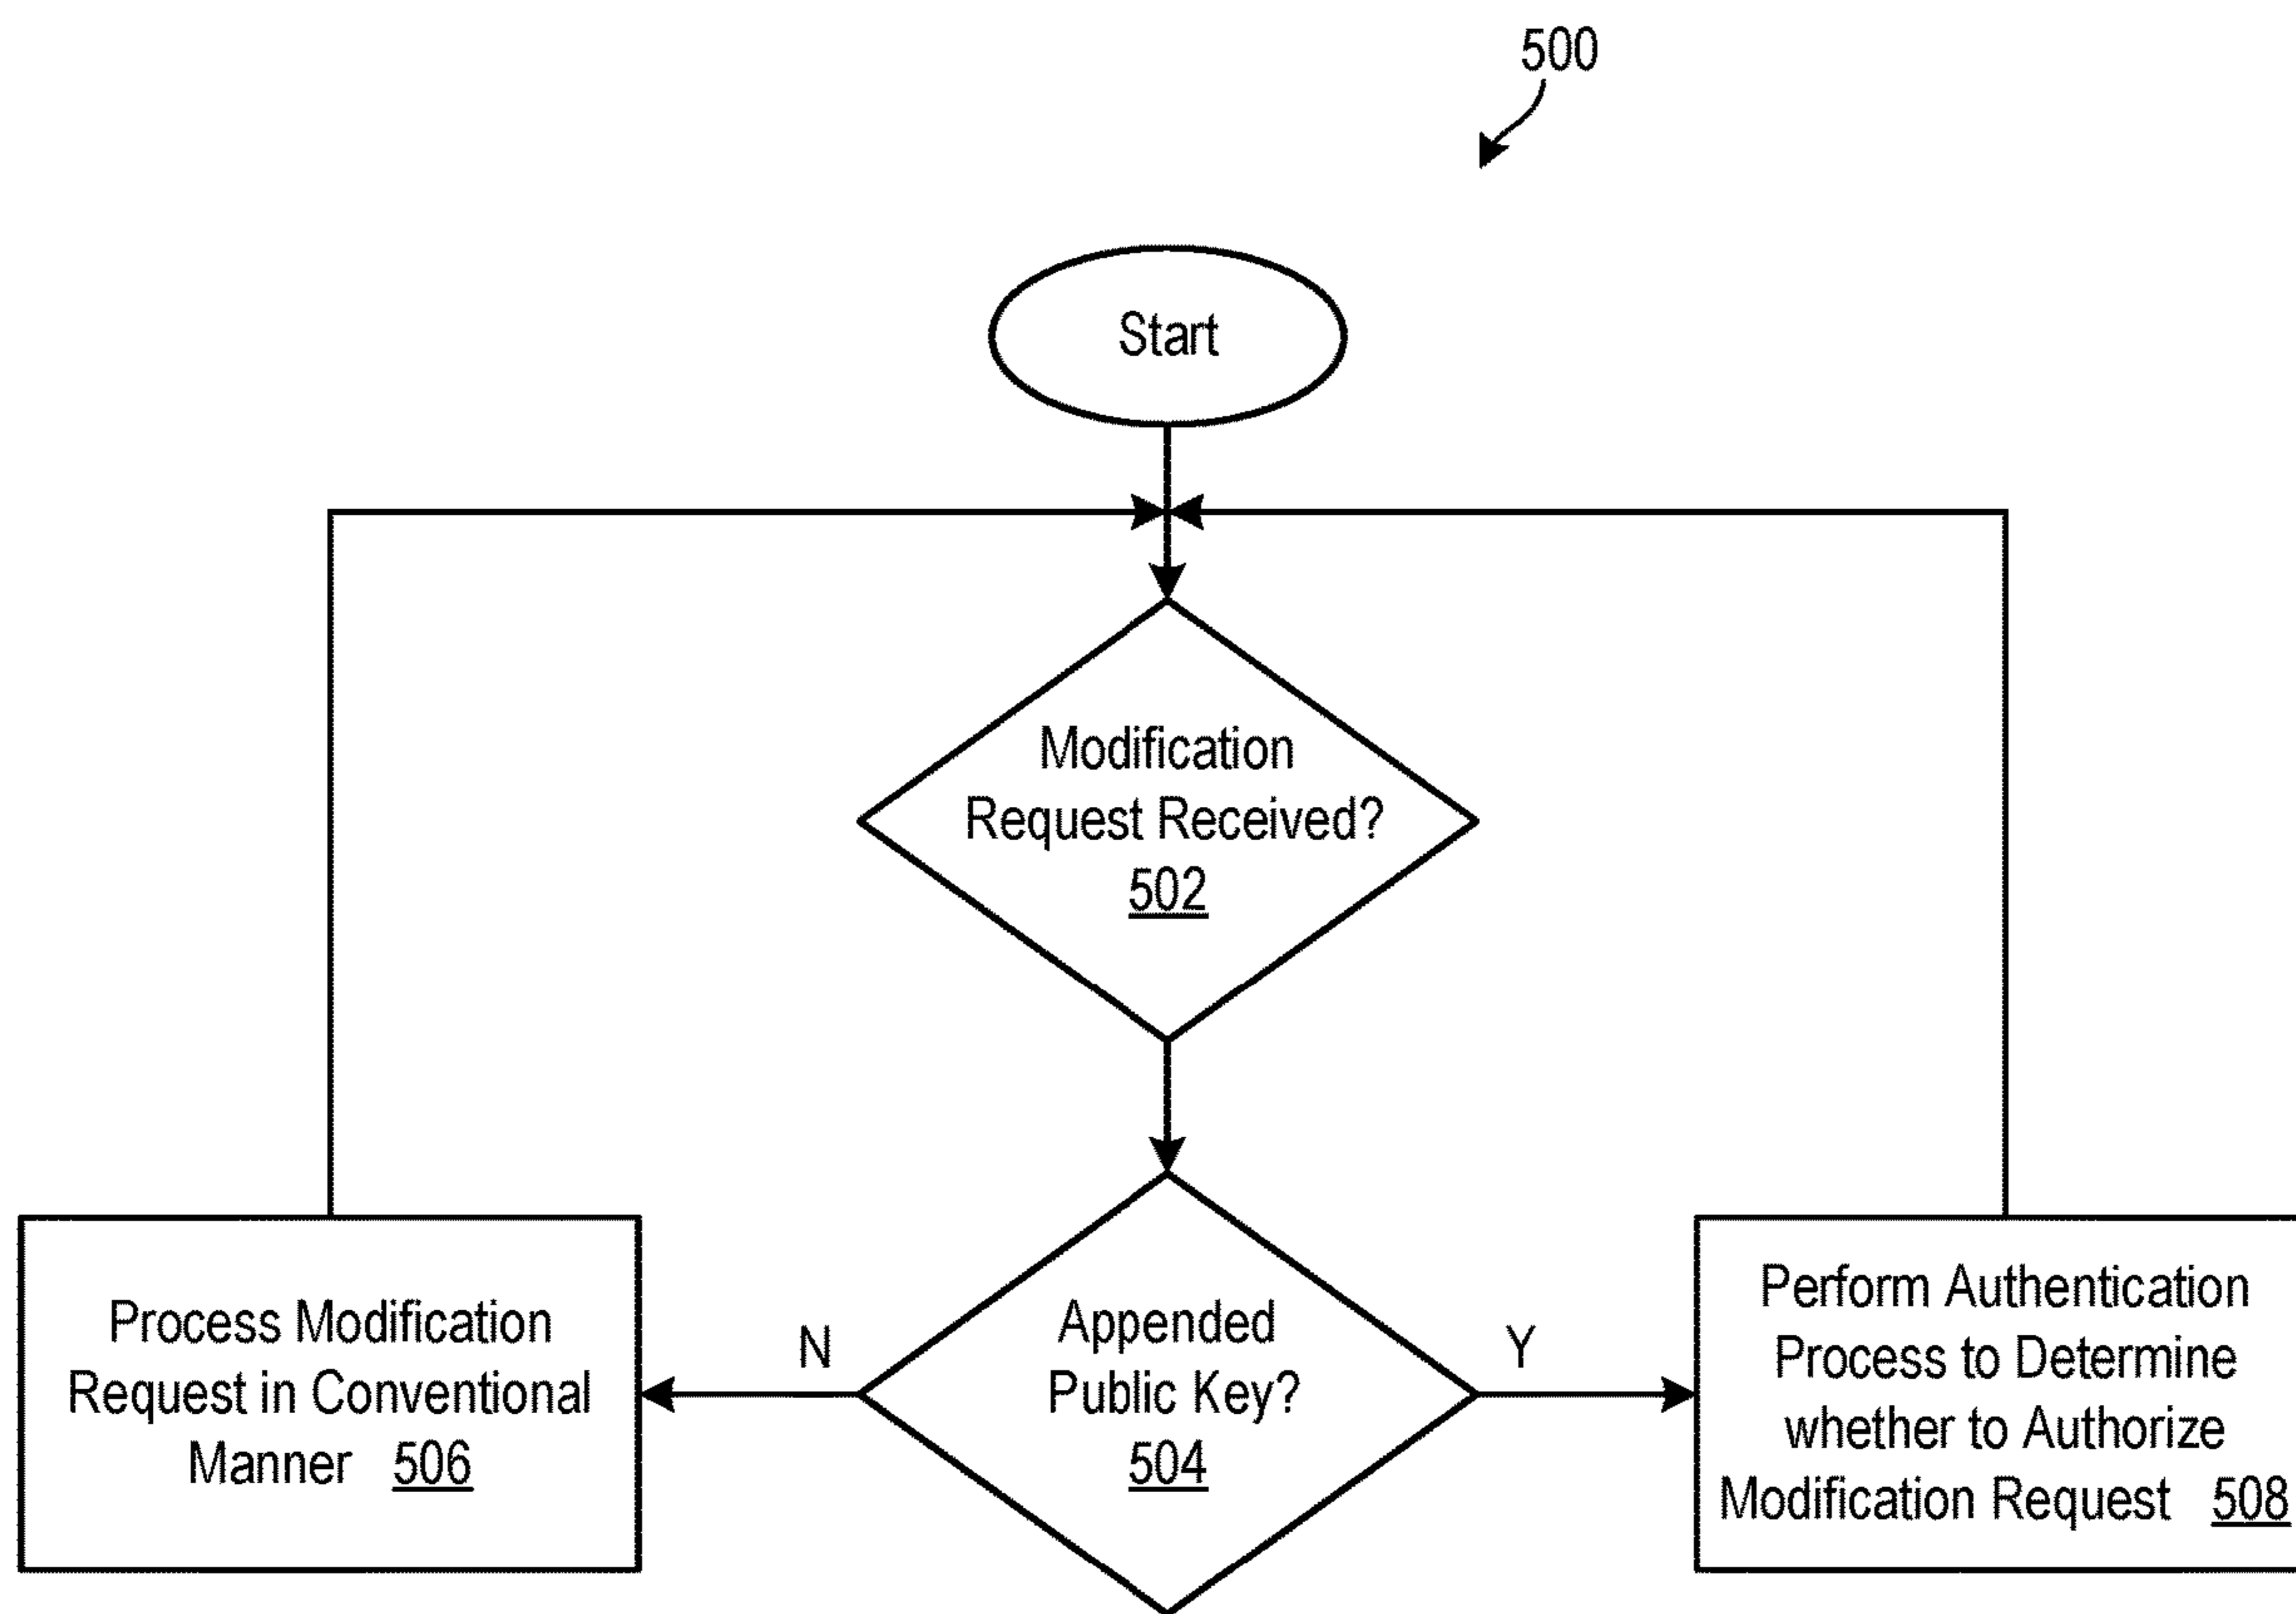 500
Start
Modification
Request Received?
502
Process Modification
Request in Conventional
Manner 506
N
Appended
Public Key?
504
Y
Perform Authentication
Process to Determine
whether to Authorize
Modification Request 508